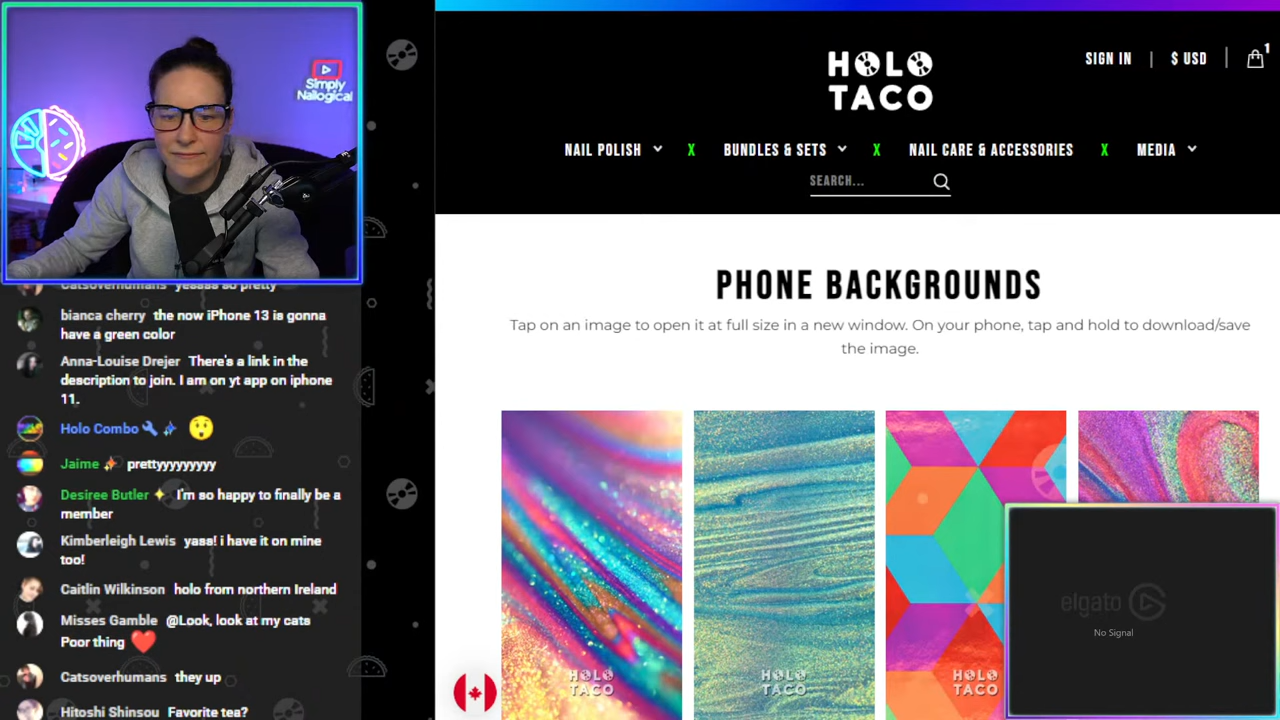 Simply
Nailogical
Catsoverhumans yesass so pretty
bianca cherry the now iPhone 13 is gonna
have a green color
Anna-Louise Drejer There's a link in the
description to join. I am on yt app on iphone
11.
Holo Combo
Jaime prettyyyyyyyyy
Desiree Butler I'm so happy to finally be a
member
Kimberleigh Lewis yass! i have it on mine
too!
Caitlin Wilkinson holo from northern Ireland
Misses Gamble @Look, look at my cats
Poor thing
Catsoverhumans they up
Hitoshi Shinsou Favorite tea?
HOLO
TACO
SIGN IN | $ USD | 1
NAIL POLISH X BUNDLES & SETS X NAIL CARE & ACCESSORIES X MEDIA
SEARCH...
PHONE BACKGROUNDS
Tap on an image to open it at full size in a new window. On your phone, tap and hold to download/save
the image.
HOLO
TACO
HOLO
TACO
HOLO
TACO
elgato
No Signal